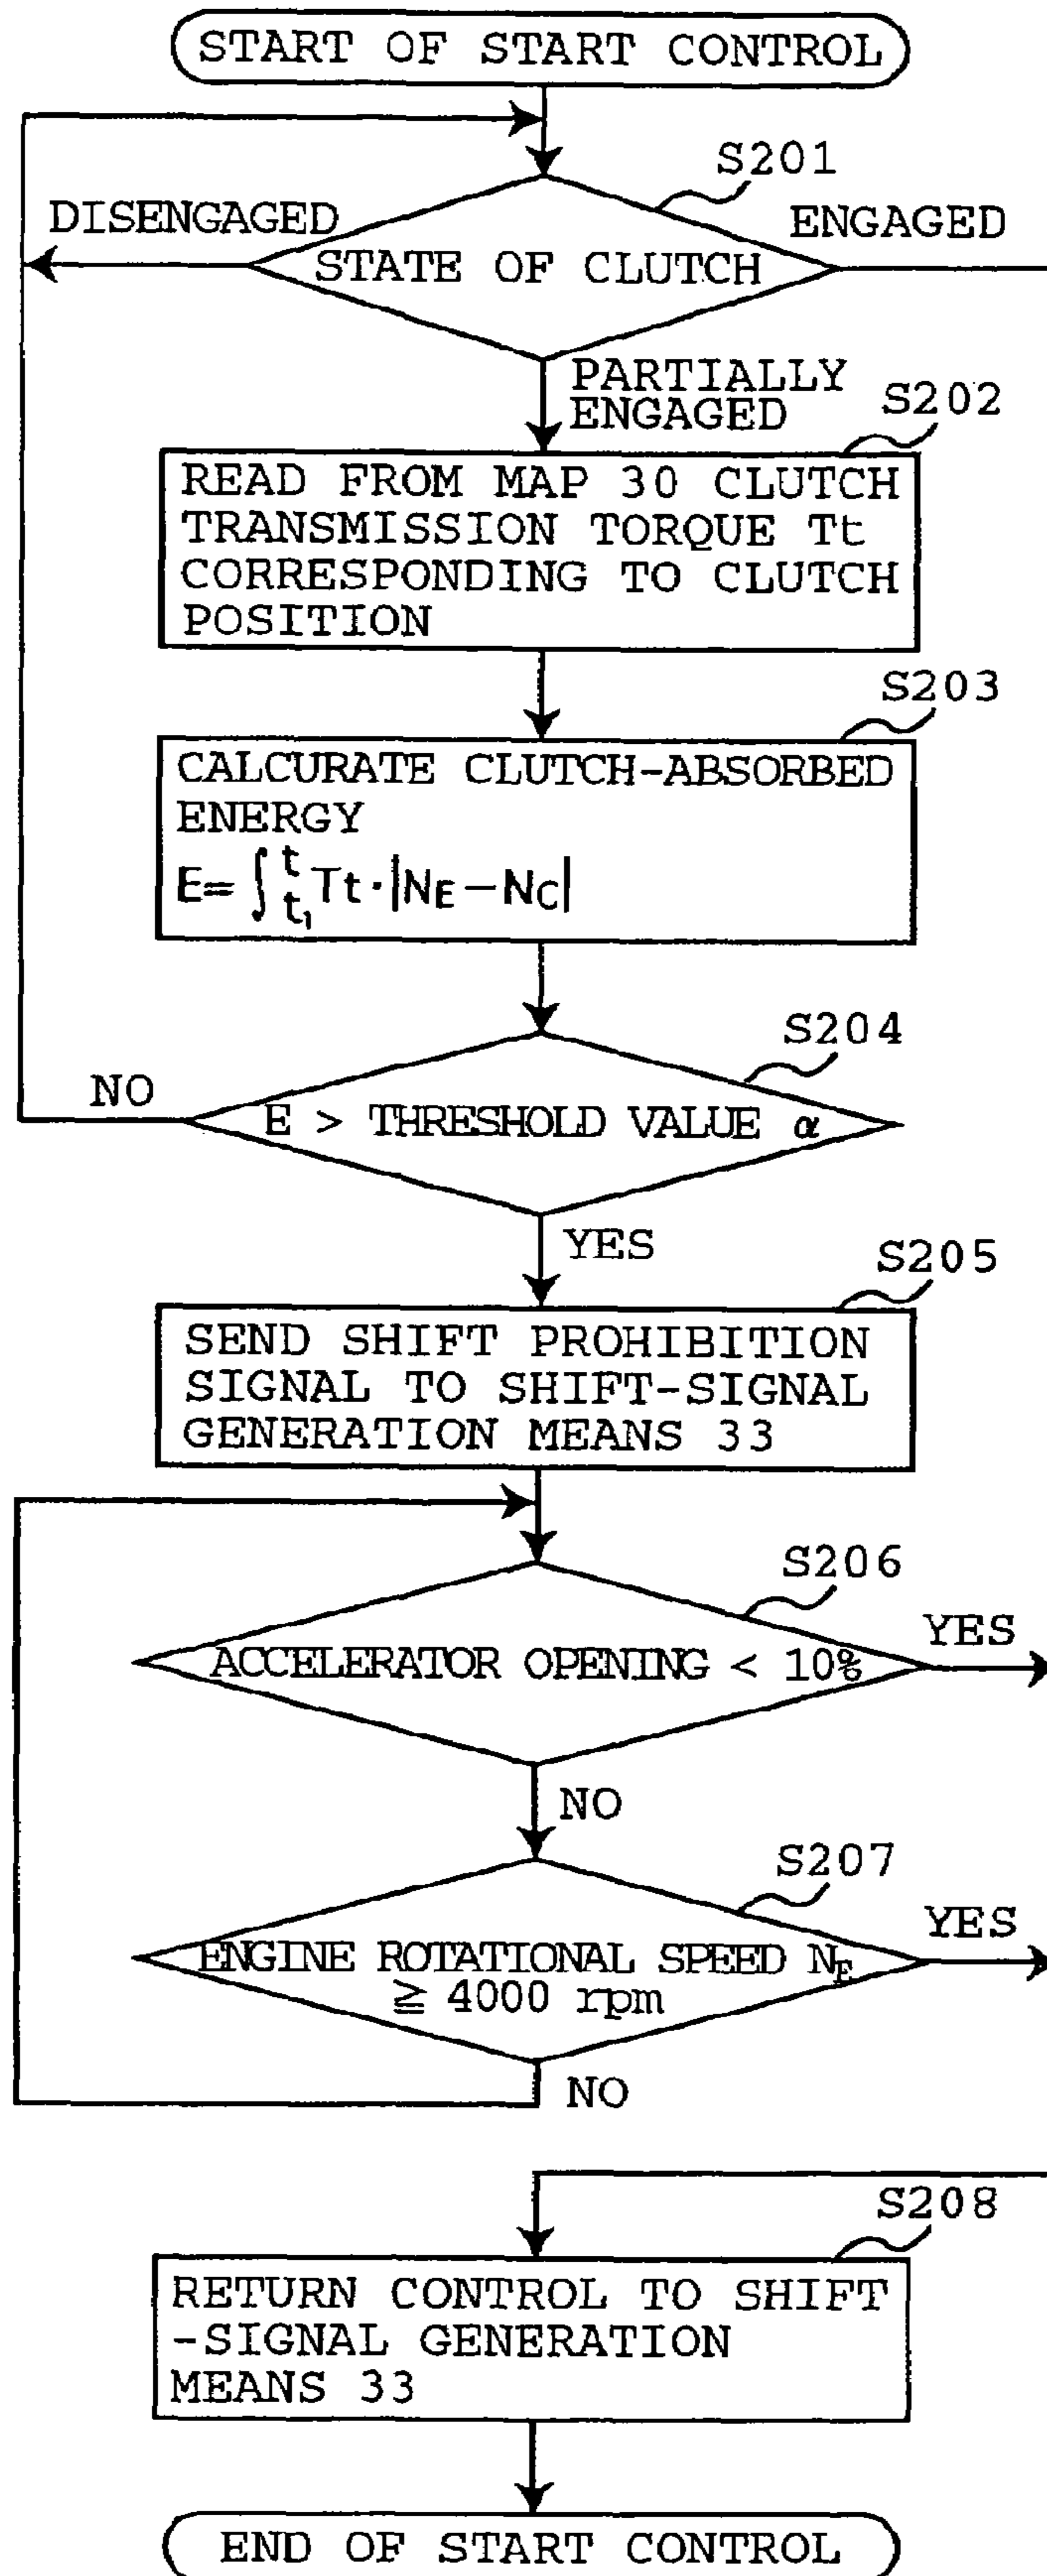 START OF START CONTROL
S201
DISENGAGED
ENGAGED
STATE OF CLUTCH
PARTIALLY
ENGAGED
S202
READ FROM MAP 30 CLUTCH
TRANSMISSION TORQUE Tt
CORRESPONDING TO CLUTCH
POSITION
S203
CALCURATE CLUTCH-ABSORBED
ENERGY
E=∫t₁t Tt·|NE−NC|
S204
NO
E > THRESHOLD VALUE α
YES
S205
SEND SHIFT PROHIBITION
SIGNAL TO SHIFT-SIGNAL
GENERATION MEANS 33
S206
YES
ACCELERATOR OPENING < 10%
NO
S207
YES
ENGINE ROTATIONAL SPEED NE
≧ 4000 rpm
NO
S208
RETURN CONTROL TO SHIFT
-SIGNAL GENERATION
MEANS 33
END OF START CONTROL